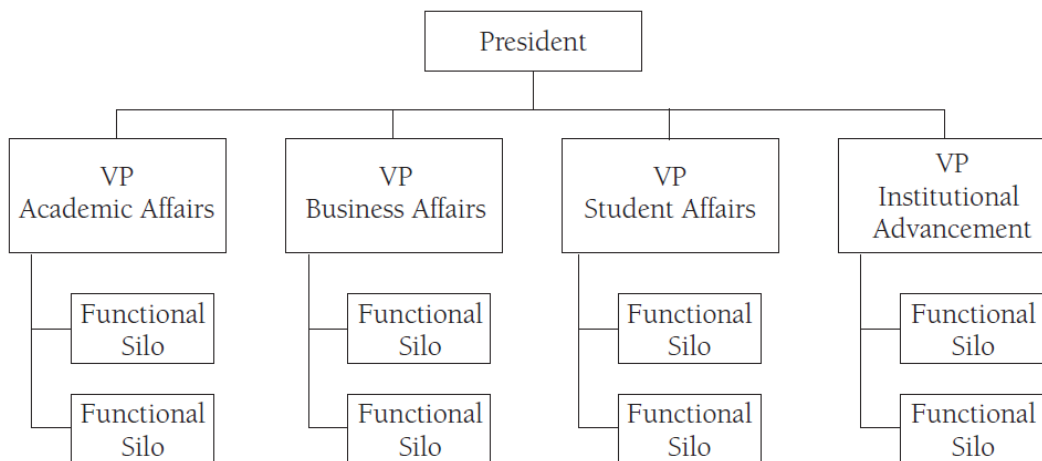 President
VP
Academic Affairs
VP
Business Affairs
VP
Student Affairs
VP
Institutional
Advancement
Functional
Silo
Functional
Silo
Functional
Silo
Functional
Silo
Functional
Silo
Functional
Silo
Functional
Silo
Functional
Silo